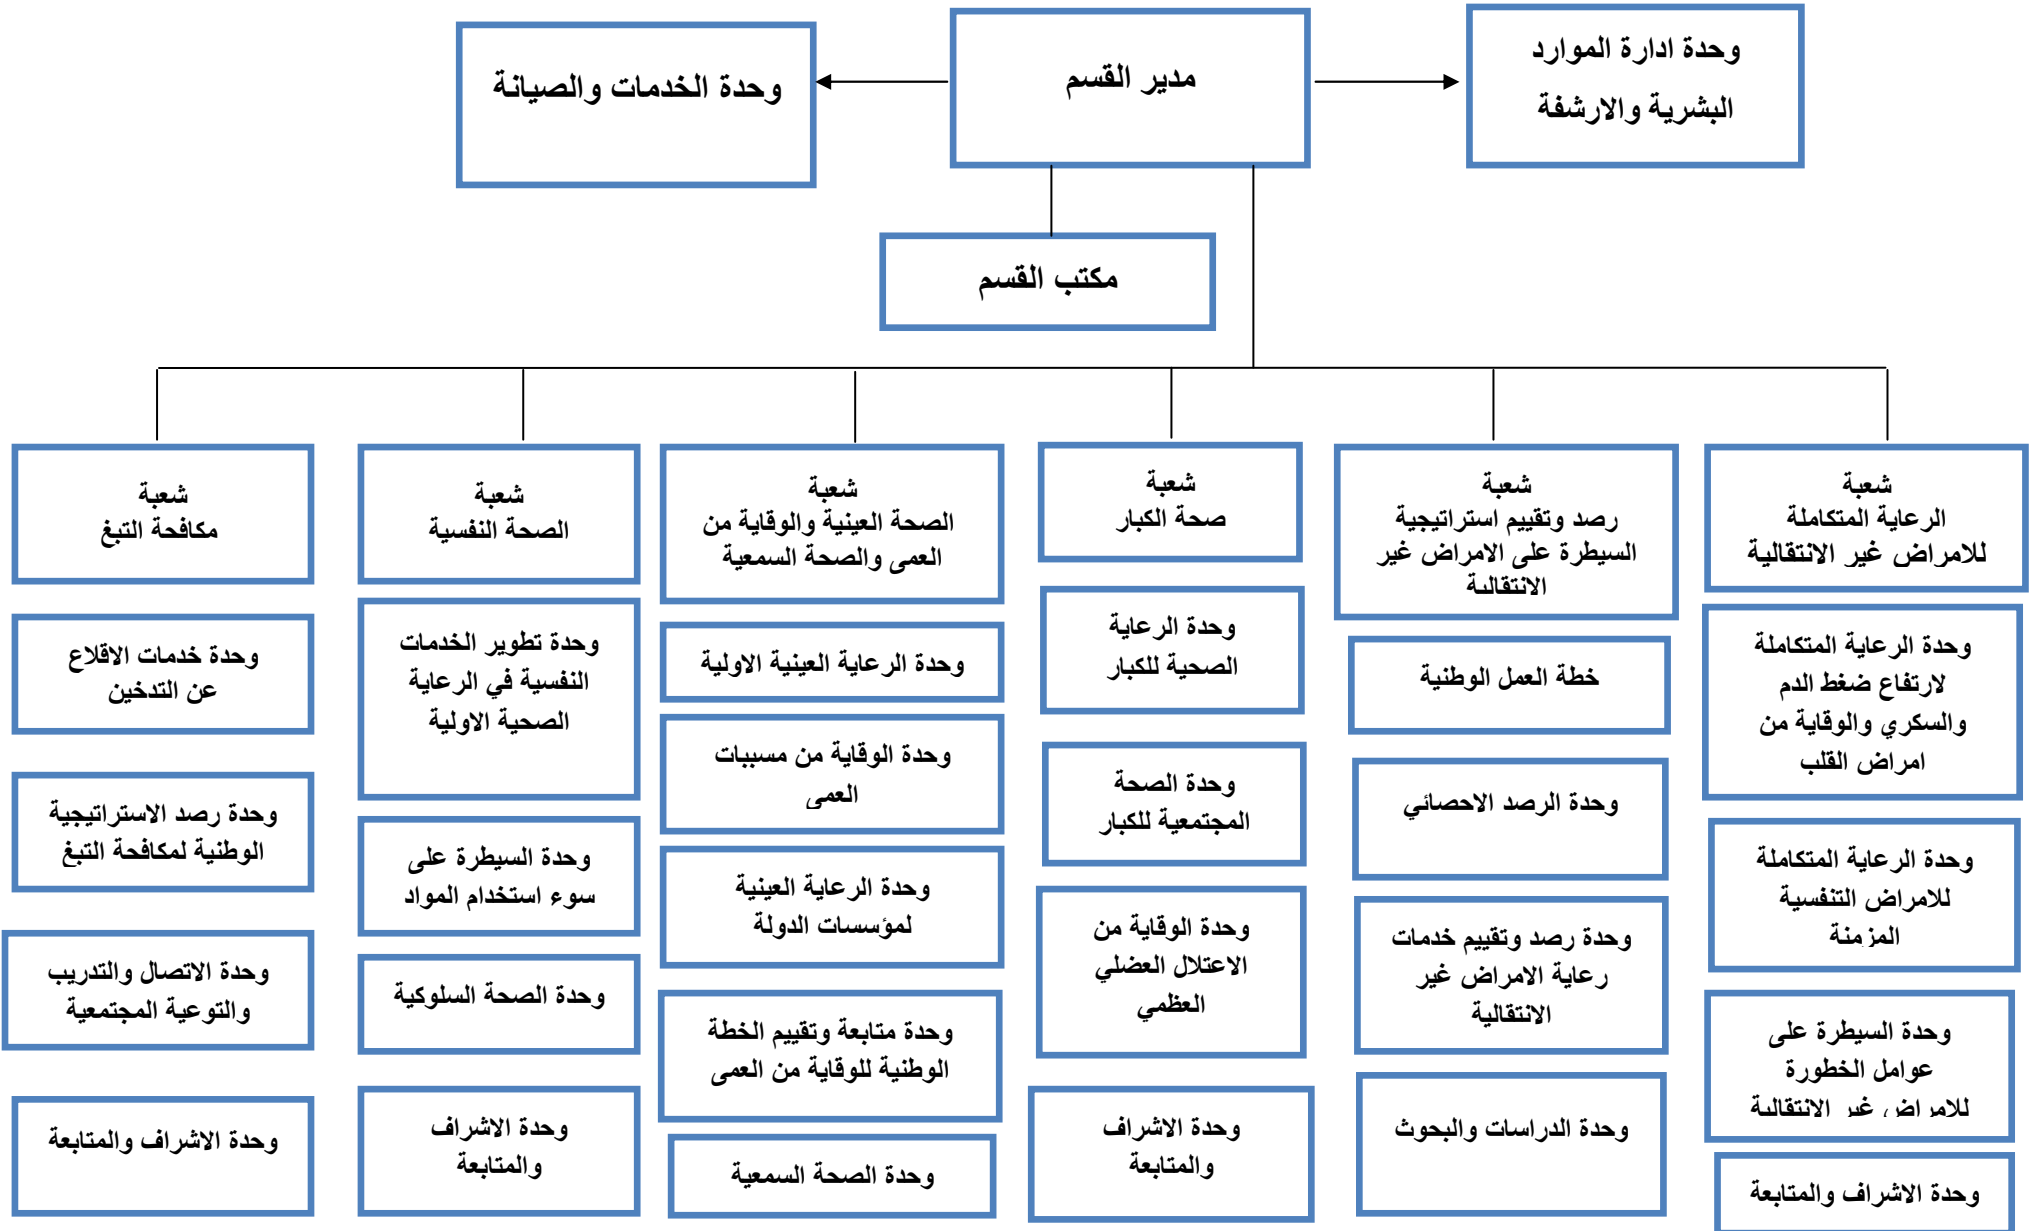 وحدة ادارة الموارد
البشرية والارشفة
مدير القسم
وحدة الخدمات والصيانة
مكتب القسم
شعبة
الرعاية المتكاملة
للامراض غير الانتقالية
وحدة الرعاية المتكاملة
لارتفاع ضغط الدم
والسكري والوقاية من
امراض القلب
وحدة الرعاية المتكاملة
للامراض التنفسية
المزمنة
وحدة السيطرة على
عوامل الخطورة
للامراض غير الانتقالية
وحدة الاشراف والمتابعة
شعبة
رصد وتقييم استراتيجية
السيطرة على الامراض غير
الانتقالية
خطة العمل الوطنية
وحدة الرصد الاحصائي
وحدة رصد وتقييم خدمات
رعاية الامراض غير
الانتقالية
وحدة الدراسات والبحوث
شعبة
صحة الكبار
وحدة الرعاية
الصحية للكبار
وحدة الصحة
المجتمعية للكبار
وحدة الوقاية من
الاعتلال العضلي
العظمي
وحدة الاشراف
والمتابعة
شعبة
الصحة العينية والوقاية من
العمى والصحة السمعية
وحدة الرعاية العينية الاولية
وحدة الوقاية من مسببات
العمى
وحدة الرعاية العينية
لمؤسسات الدولة
وحدة متابعة وتقييم الخطة
الوطنية للوقاية من العمى
وحدة الصحة السمعية
شعبة
الصحة النفسية
وحدة تطوير الخدمات
النفسية في الرعاية
الصحية الاولية
وحدة السيطرة على
سوء استخدام المواد
وحدة الصحة السلوكية
وحدة الاشراف
والمتابعة
شعبة
مكافحة التبغ
وحدة خدمات الاقلاع
عن التدخين
وحدة رصد الاستراتيجية
الوطنية لمكافحة التبغ
وحدة الاتصال والتدريب
والتوعية المجتمعية
وحدة الاشراف والمتابعة